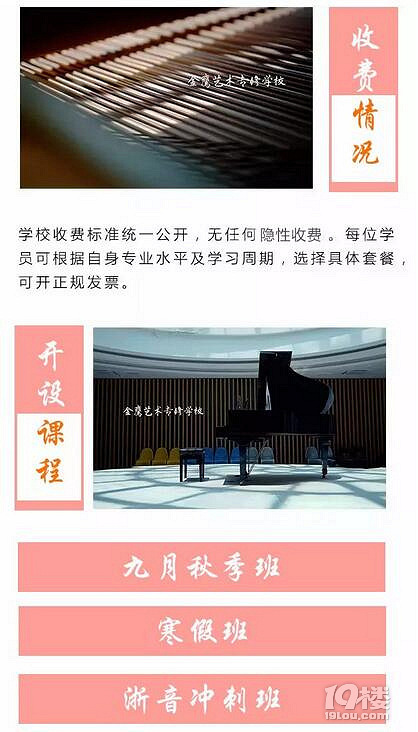 金鹰艺术专修学校
收费
情况
学校收费标准统一公开，无任何隐性收费。每位学
员可根据自身专业水平及学习周期，选择具体套餐，
可开正规发票。
开设
课程
金鹰艺术专修学校
九月秋季班
寒假班
浙音冲刺班
19楼
19lou.com